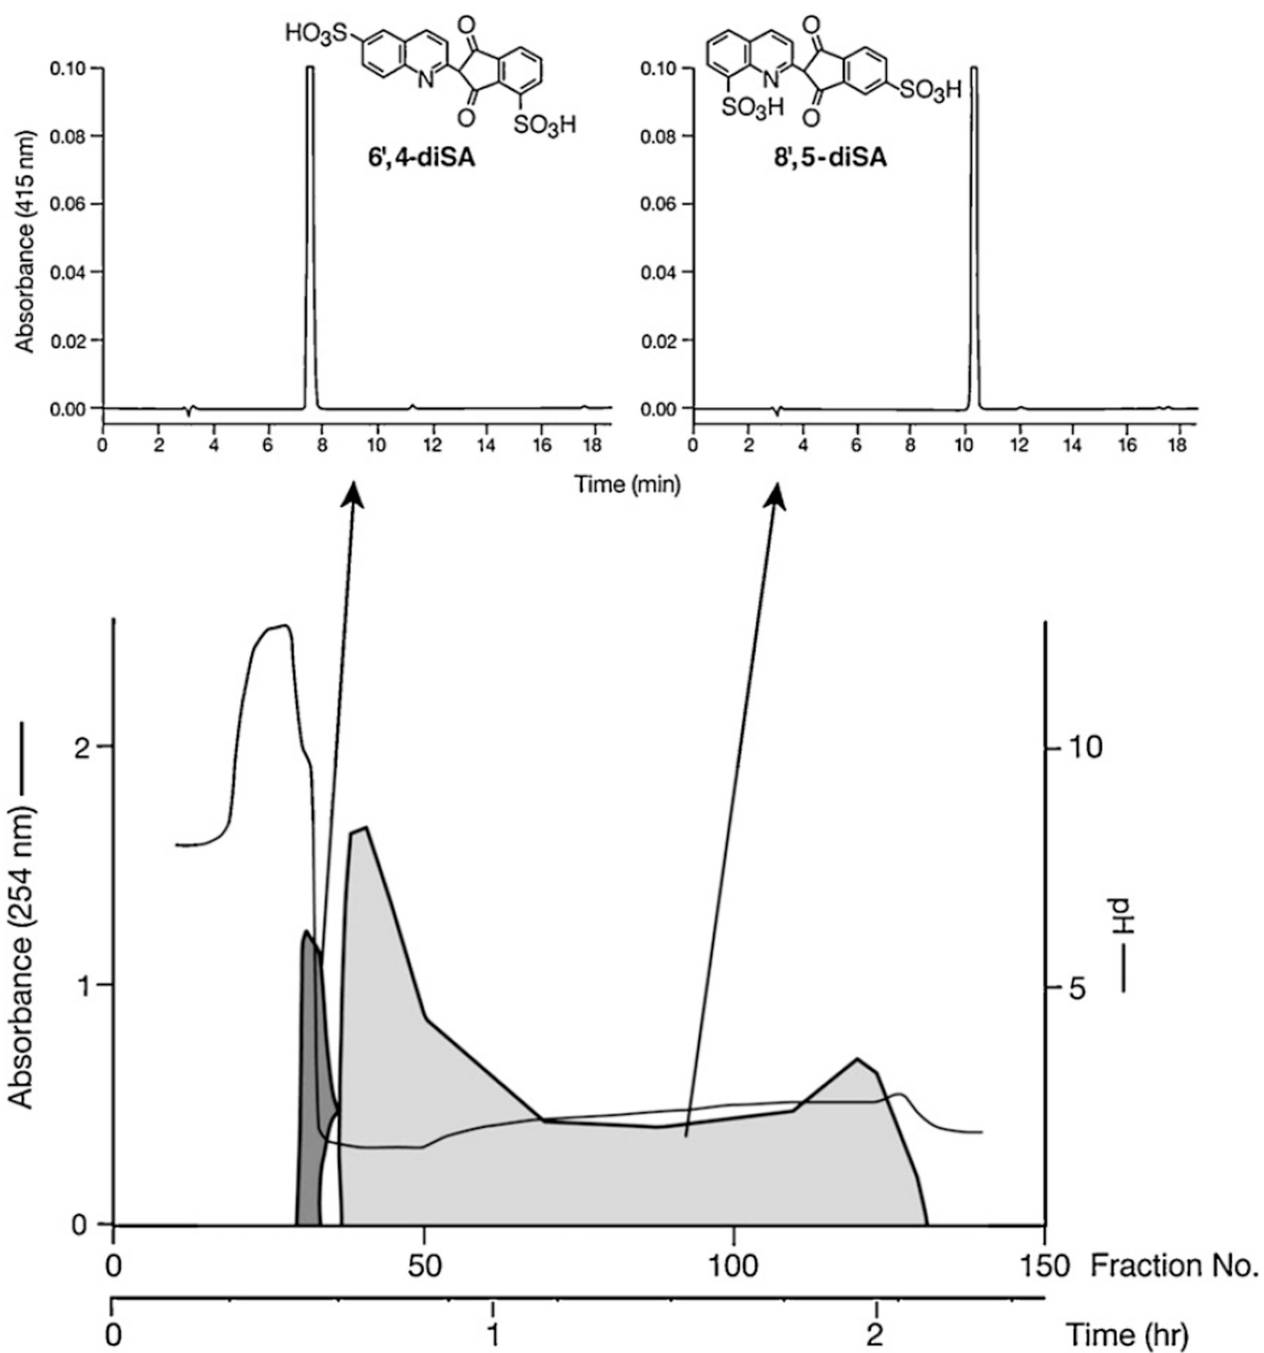 HO3S
O
N
O
SO3H
6',4-diSA
O
N
SO3H
O
SO3H
8',5-diSA
Absorbance (415 nm)
0.10
0.08
0.06
0.04
0.02
0.00
0 2 4 6 8 10 12 14 16 18
0.10
0.08
0.06
0.04
0.02
0.00
0 2 4 6 8 10 12 14 16 18
Time (min)
Absorbance (254 nm)
2
1
0
10
5
pH
0 50 100 150 Fraction No.
0 1 2 Time (hr)